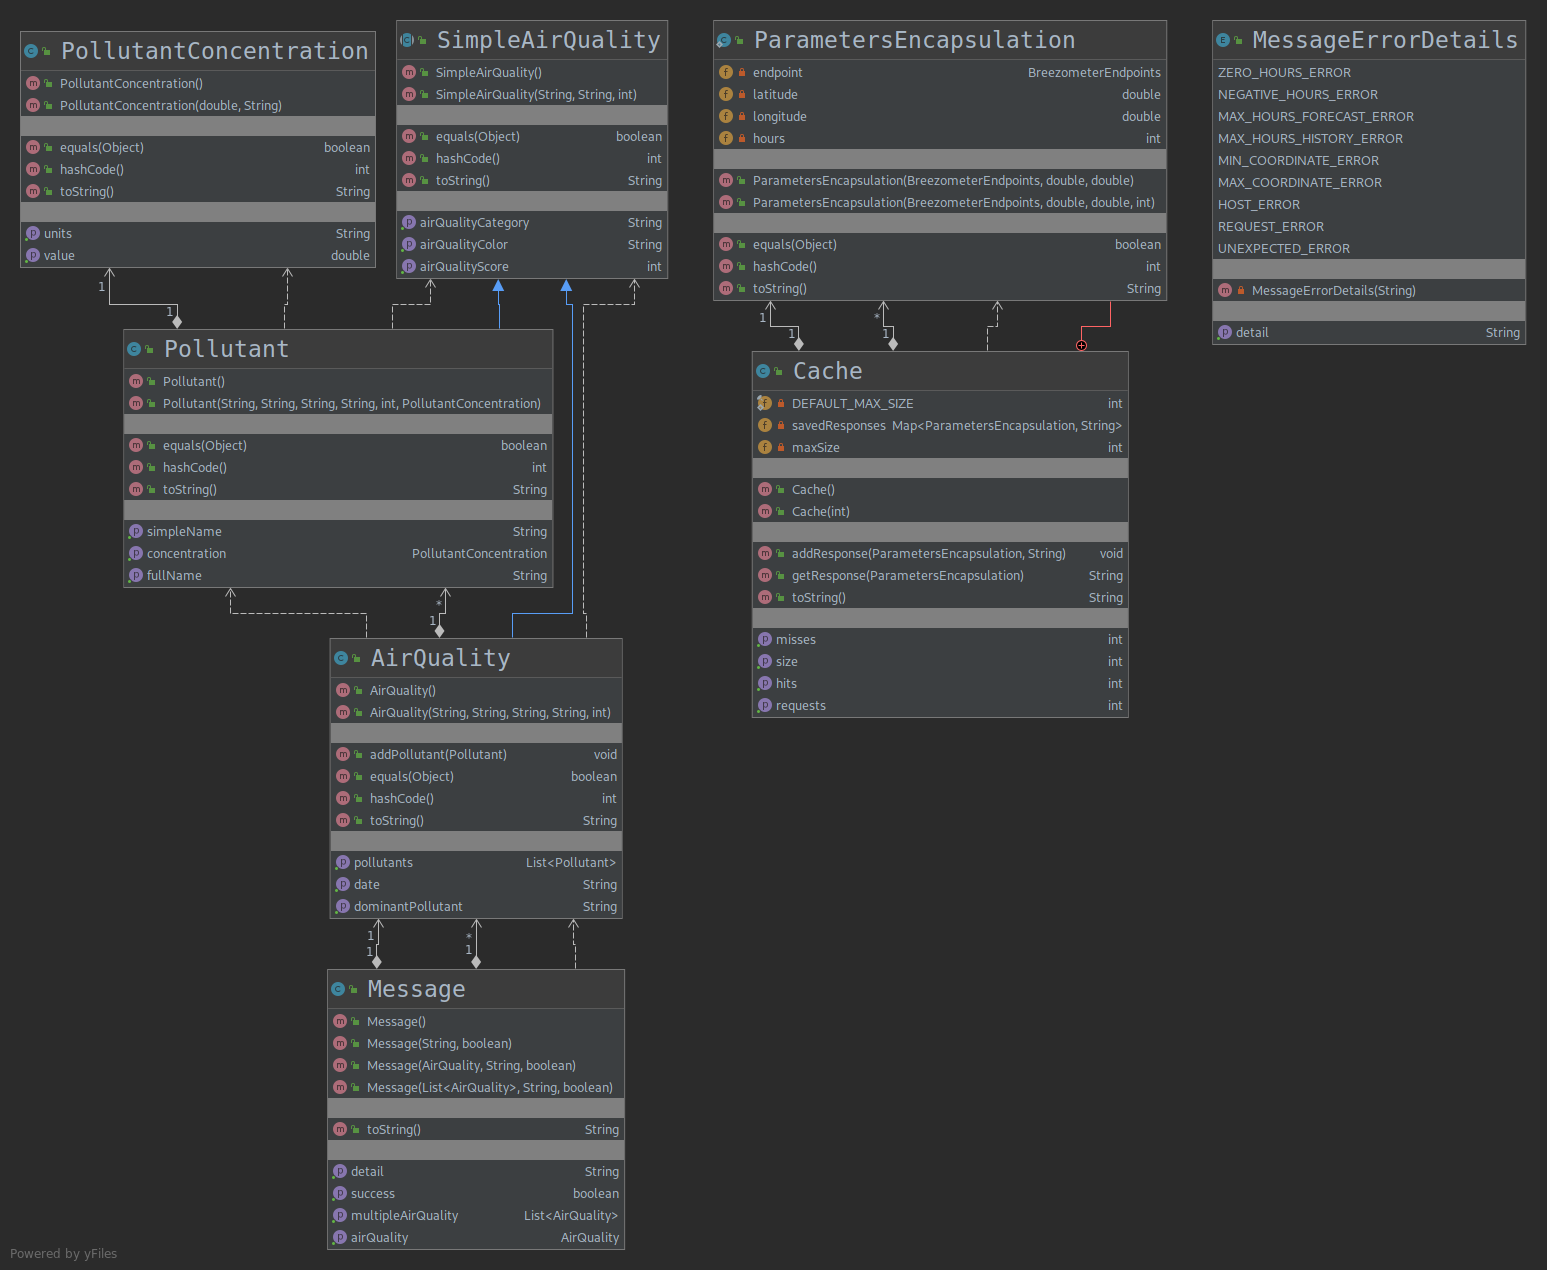 PollutantConcentration
PollutantConcentration()
PollutantConcentration(double, String)
equals(Object) boolean
hashCode() int
toString() String
units String
value double
SimpleAirQuality
SimpleAirQuality()
SimpleAirQuality(String, String, int)
equals(Object) boolean
hashCode() int
toString() String
airQualityCategory String
airQualityColor String
airQualityScore int
ParametersEncapsulation
endpoint BreezometerEndpoints
latitude double
longitude double
hours int
ParametersEncapsulation(BreezometerEndpoints, double, double)
ParametersEncapsulation(BreezometerEndpoints, double, double, int)
equals(Object) boolean
hashCode() int
toString() String
MessageErrorDetails
ZERO_HOURS_ERROR
NEGATIVE_HOURS_ERROR
MAX_HOURS_FORECAST_ERROR
MAX_HOURS_HISTORY_ERROR
MIN_COORDINATE_ERROR
MAX_COORDINATE_ERROR
HOST_ERROR
REQUEST_ERROR
UNEXPECTED_ERROR
MessageErrorDetails(String)
detail String
1
1
Pollutant
Pollutant()
Pollutant(String, String, String, String, int, PollutantConcentration)
equals(Object) boolean
hashCode() int
toString() String
simpleName String
concentration PollutantConcentration
fullName String
1
1
*
1
Cache
DEFAULT_MAX_SIZE int
savedResponses Map<ParametersEncapsulation, String>
maxSize int
Cache()
Cache(int)
addResponse(ParametersEncapsulation, String) void
getResponse(ParametersEncapsulation) String
toString() String
misses int
size int
hits int
requests int
*
1
AirQuality
AirQuality()
AirQuality(String, String, String, String, int)
addPollutant(Pollutant) void
equals(Object) boolean
hashCode() int
toString() String
pollutants List<Pollutant>
date String
dominantPollutant String
1
1
*
1
Message
Message()
Message(String, boolean)
Message(AirQuality, String, boolean)
Message(List<AirQuality>, String, boolean)
toString() String
detail String
success boolean
multipleAirQuality List<AirQuality>
airQuality AirQuality
Powered by yFiles